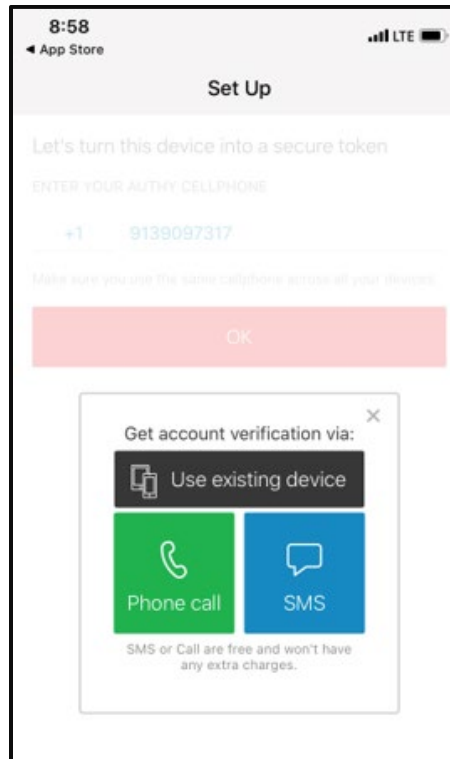 8:58
LTE
◀ App Store
Set Up
Let's turn this device into a secure token
ENTER YOUR AUTHY CELLPHONE
+1 9139097317
Make sure you use the same cellphone across all your devices.
OK
Get account verification via:
Use existing device
Phone call
SMS
SMS or Call are free and won't have
any extra charges.